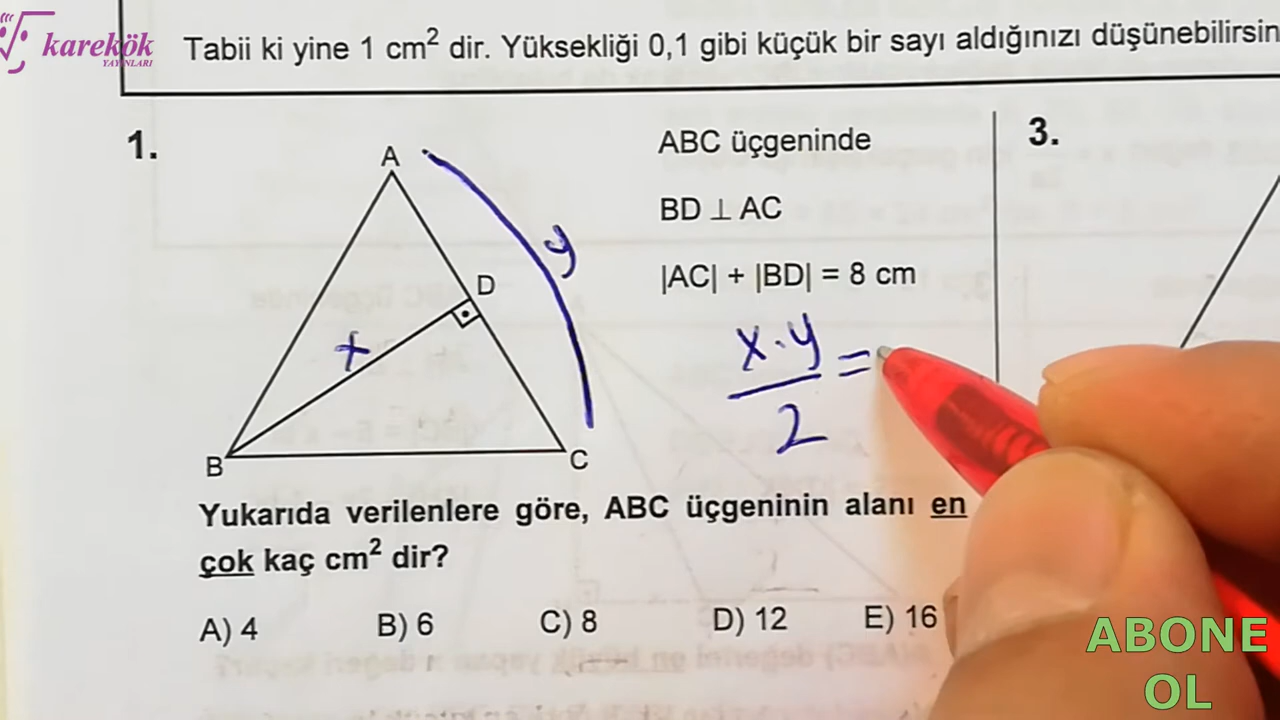 karekök
YAYINLARI
Tabii ki yine 1 cm² dir. Yüksekliği 0,1 gibi küçük bir sayı aldığınızı düşünebilirsin
1.
A
D
B
C
x
y
ABC üçgeninde
BD ⊥ AC
|AC| + |BD| = 8 cm
x.y
2
=
Yukarıda verilenlere göre, ABC üçgeninin alanı en
çok kaç cm² dir?
A) 4 B) 6 C) 8 D) 12 E) 16
3.
ABONE
OL